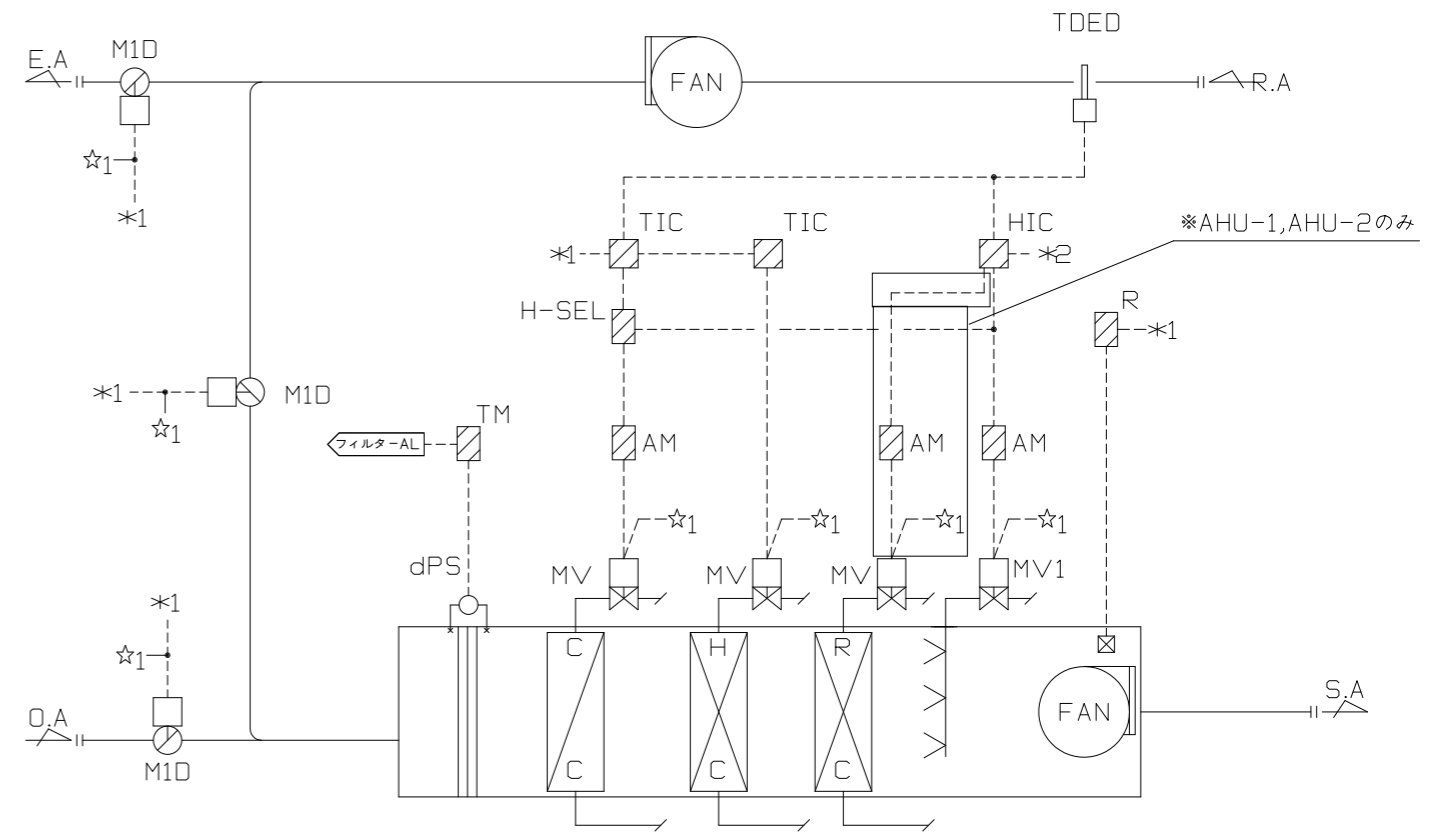 TDED
E.A
M1D
FAN
R.A
☆1
*1
TIC
TIC
HIC
※AHU-1,AHU-2のみ
*1
*2
H-SEL
R
*1
*1
M1D
☆1
TM
フィルターAL
AM
AM
AM
☆1
☆1
☆1
☆1
dPS
MV
MV
MV
MV1
*1
☆1
C
H
R
O.A
FAN
S.A
M1D
C
C
C